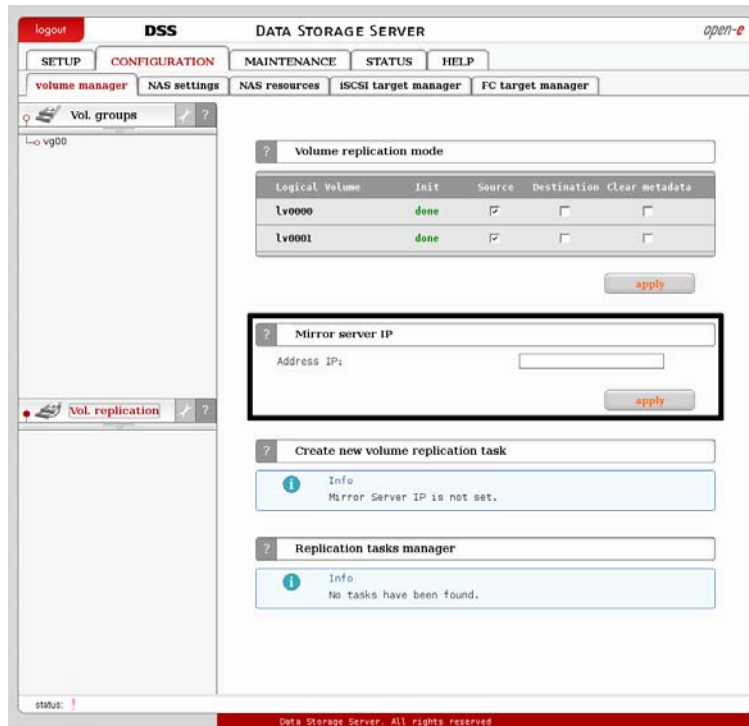 logout DSS DATA STORAGE SERVER open-e
SETUP CONFIGURATION MAINTENANCE STATUS HELP
volume manager NAS settings NAS resources iSCSI target manager FC target manager
Vol. groups ?
vg00
? Volume replication mode
Logical Volume Init Source Destination Clear metadata
lv0000 done
lv0001 done
apply
? Mirror server IP
Address IP:
apply
Vol. replication ?
? Create new volume replication task
Info
Mirror Server IP is not set.
? Replication tasks manager
Info
No tasks have been found.
status: !
Data Storage Server. All rights reserved